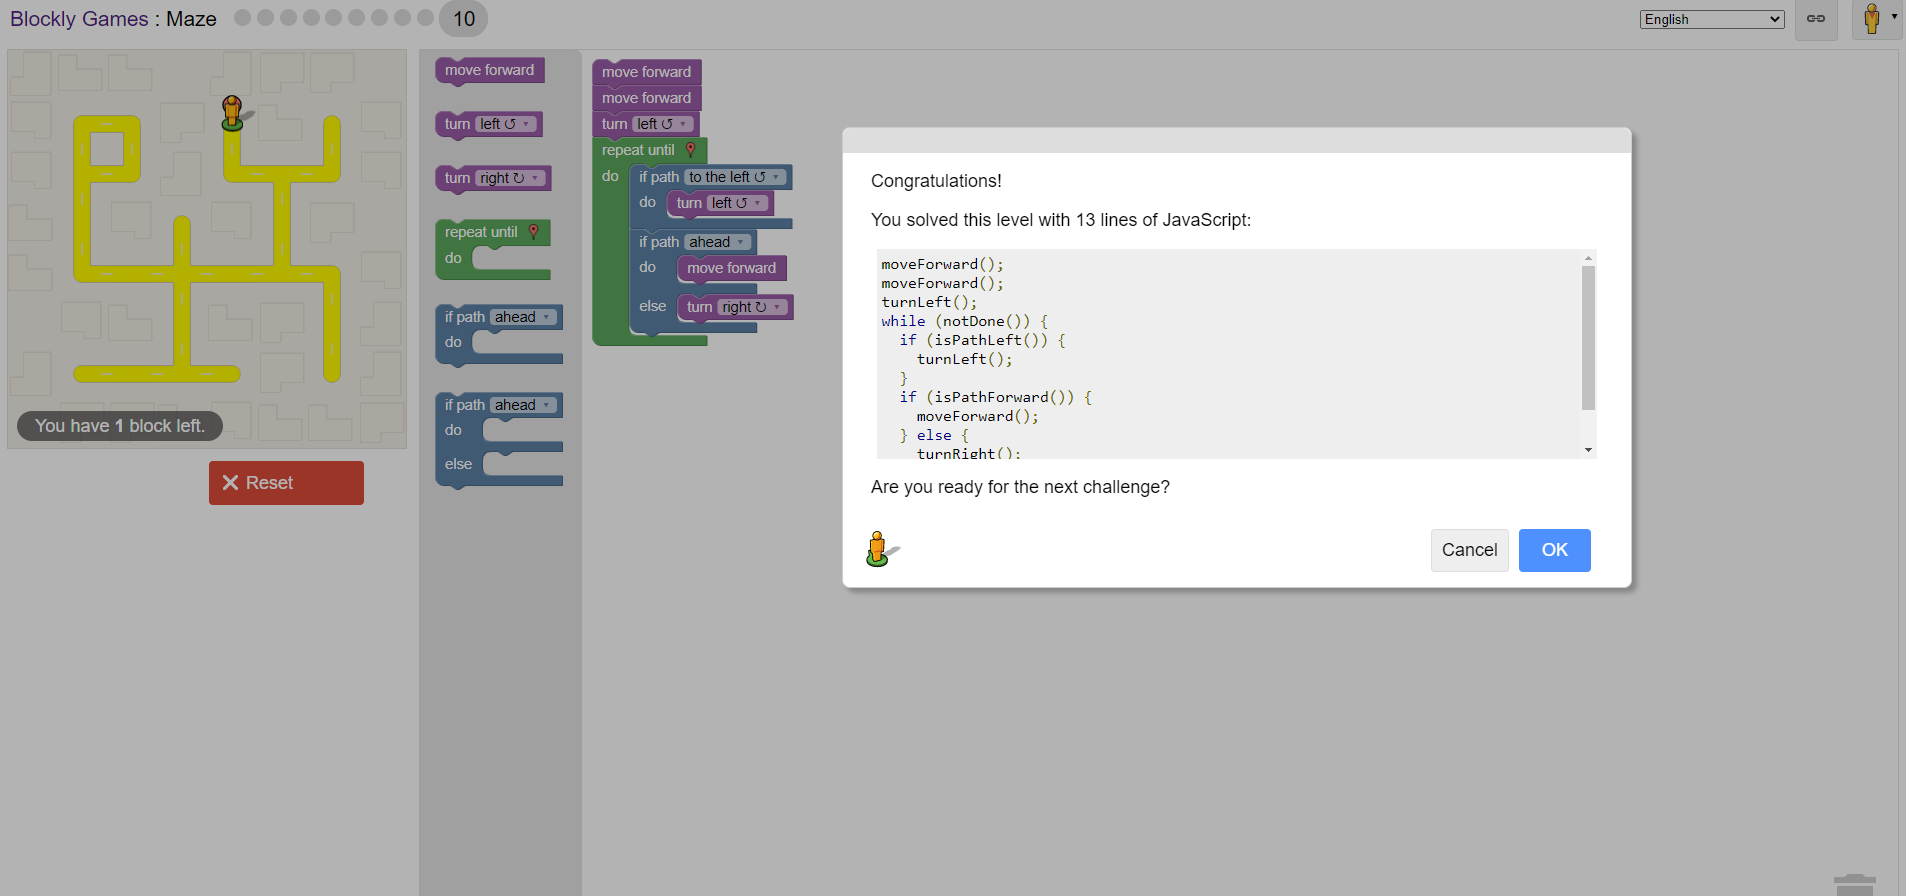 Blockly Games : Maze 10 English
move forward
turn left ↺
turn right ↻
repeat until
do
if path ahead
do
if path ahead
do
else
move forward
move forward
turn left ↺
repeat until
do if path to the left ↺
do turn left ↺
if path ahead
do move forward
else turn right ↻
You have 1 block left.
Reset
Congratulations!
You solved this level with 13 lines of JavaScript:
moveForward();
moveForward();
turnLeft();
while (notDone()) {
if (isPathLeft()) {
turnLeft();
}
if (isPathForward()) {
moveForward();
} else {
turnRight();
Are you ready for the next challenge?
Cancel OK